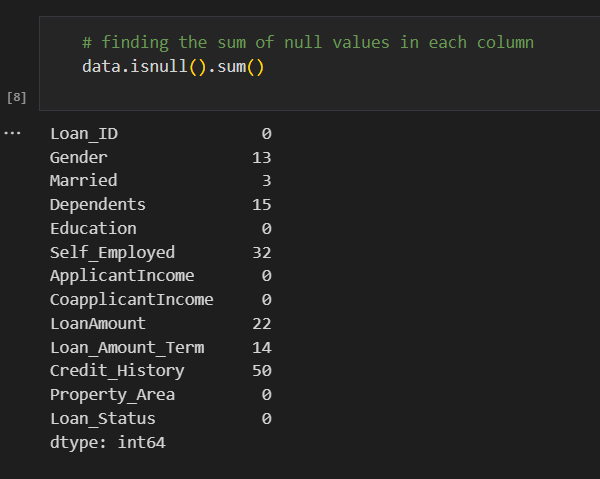 # finding the sum of null values in each column
data.isnull().sum()
[8]
...
Loan_ID 0
Gender 13
Married 3
Dependents 15
Education 0
Self_Employed 32
ApplicantIncome 0
CoapplicantIncome 0
LoanAmount 22
Loan_Amount_Term 14
Credit_History 50
Property_Area 0
Loan_Status 0
dtype: int64